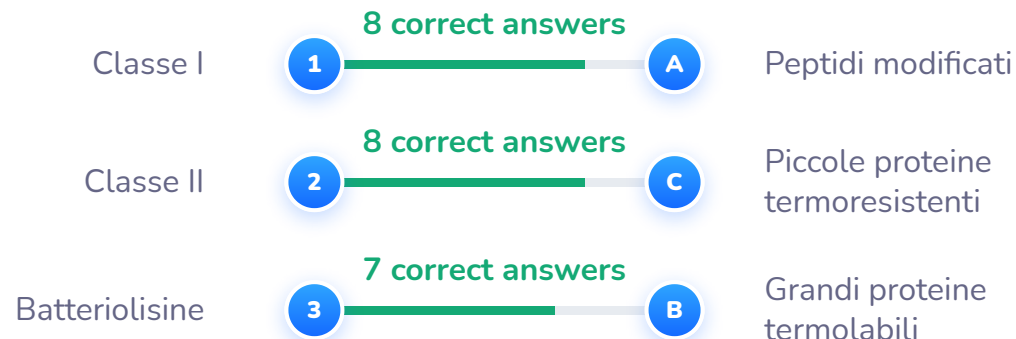 8 correct answers
Classe I
1
A
Peptidi modificati
8 correct answers
Classe II
2
C
Piccole proteine
termoresistenti
7 correct answers
Batteriolisine
3
B
Grandi proteine
termolabili